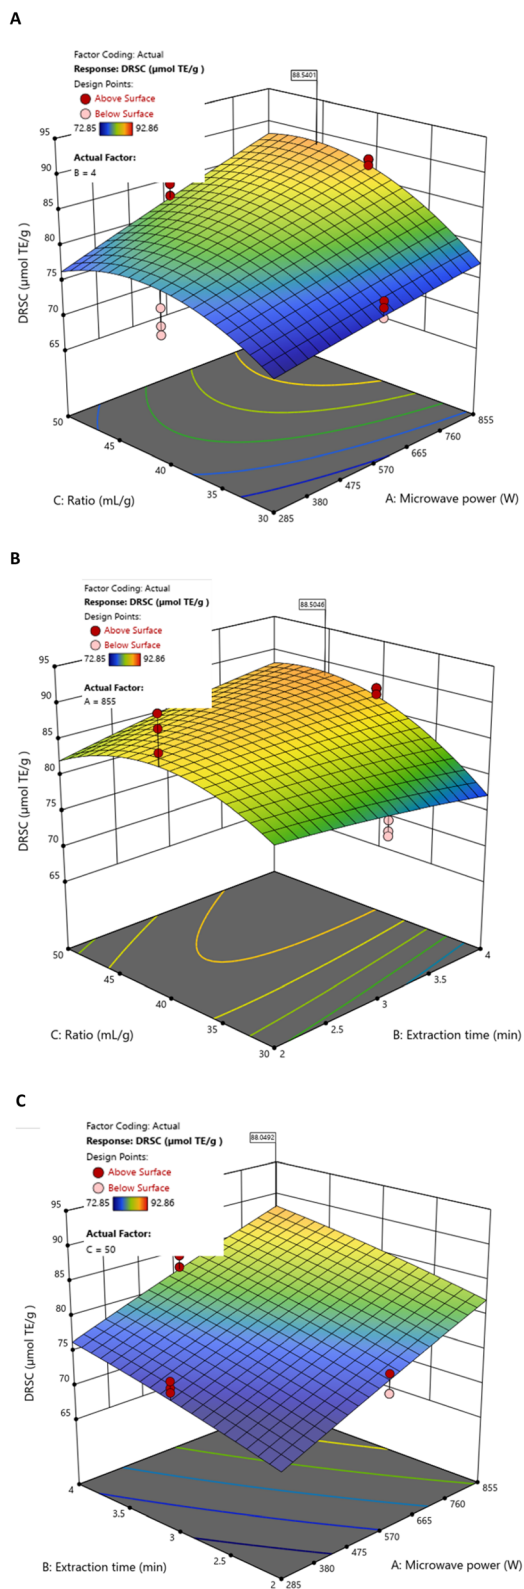 A
Factor Coding: Actual
Response: DRSC (µmol TE/g )
Design Points:
Above Surface
Below Surface
72.85 92.86
Actual Factor:
B = 4
88.5401
95
90
85
80
75
70
65
DRSC (µmol TE/g )
50
45
40
35
30
285
380
475
570
665
760
855
C: Ratio (mL/g)
A: Microwave power (W)
B
Factor Coding: Actual
Response: DRSC (µmol TE/g )
Design Points:
Above Surface
Below Surface
72.85 92.86
Actual Factor:
A = 855
88.5046
95
90
85
80
75
70
65
DRSC (µmol TE/g )
50
45
40
35
30
2
2.5
3
3.5
4
C: Ratio (mL/g)
B: Extraction time (min)
C
Factor Coding: Actual
Response: DRSC (µmol TE/g )
Design Points:
Above Surface
Below Surface
72.85 92.86
Actual Factor:
C = 50
88.0492
95
90
85
80
75
70
65
DRSC (µmol TE/g )
4
3.5
3
2.5
2
285
380
475
570
665
760
855
B: Extraction time (min)
A: Microwave power (W)